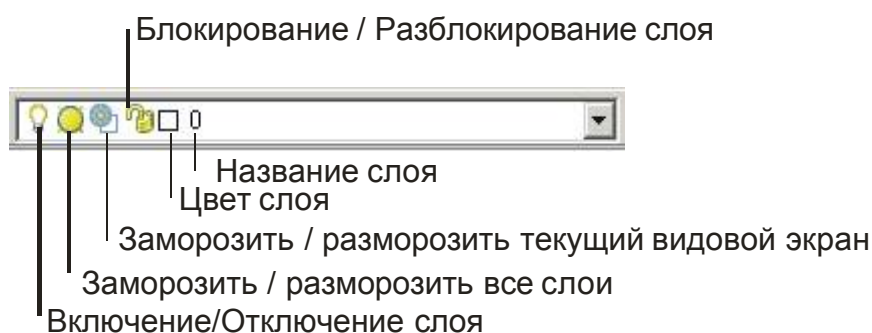 Блокирование / Разблокирование слоя
0
Название слоя
Цвет слоя
Заморозить / разморозить текущий видовой экран
Заморозить / разморозить все слои
Включение/Отключение слоя